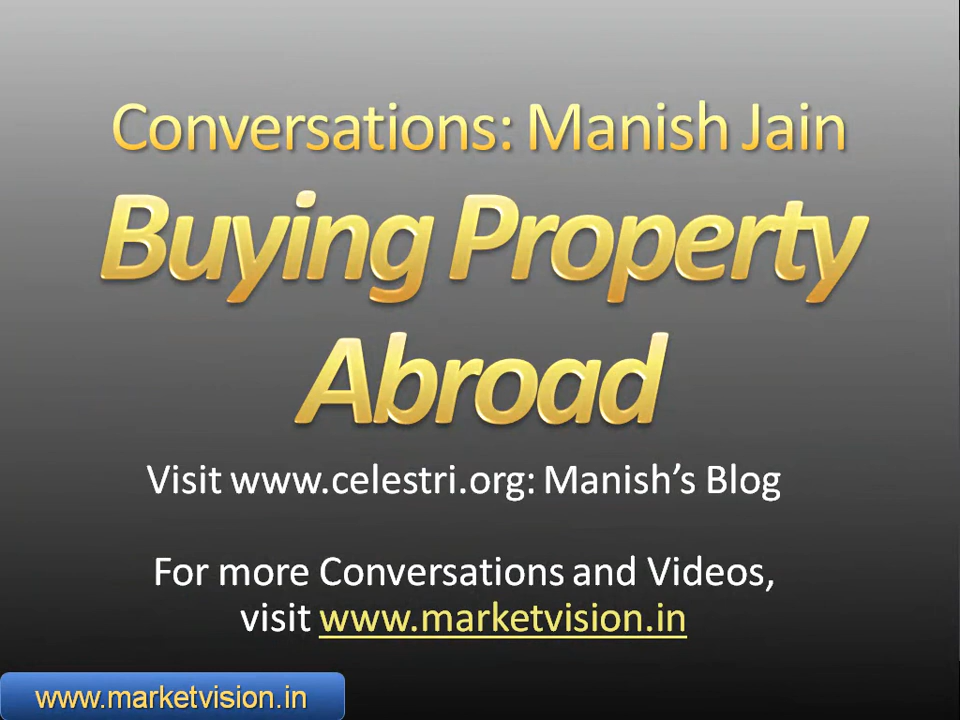 Conversations: Manish Jain
Buying Property
Abroad
Visit www.celestri.org: Manish’s Blog
For more Conversations and Videos,
visit www.marketvision.in
www.marketvision.in